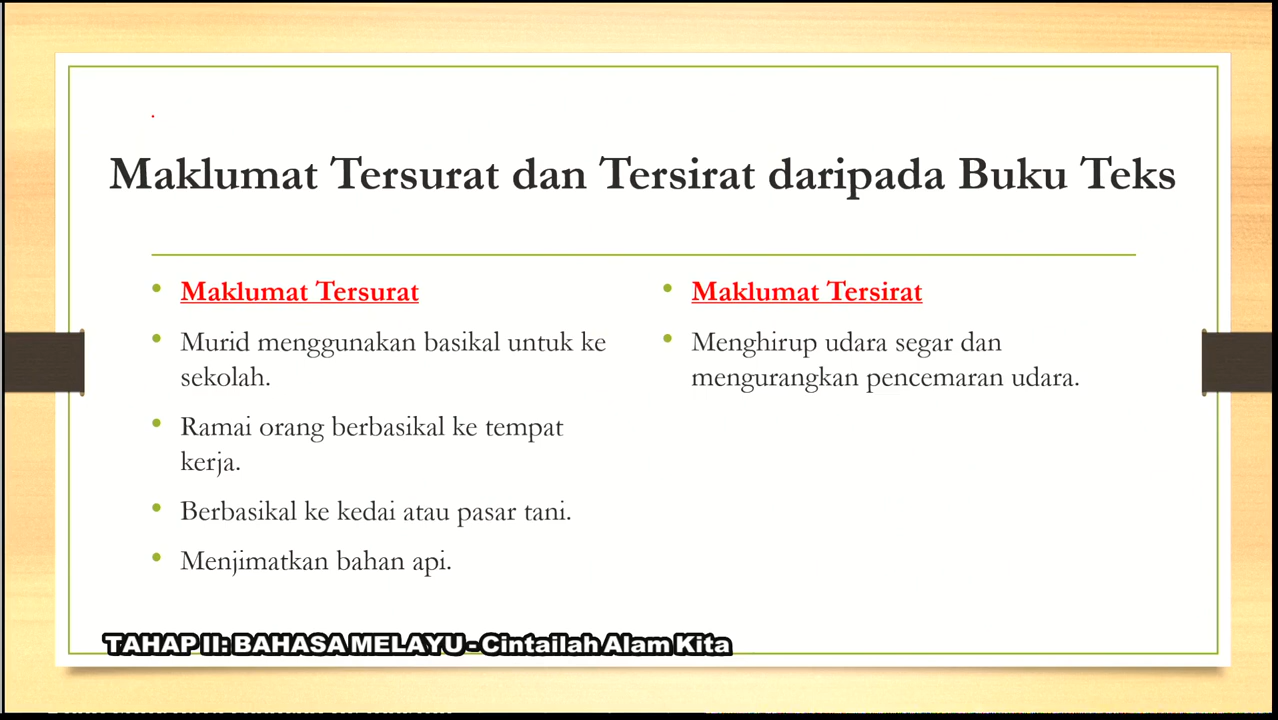 Maklumat Tersurat dan Tersirat daripada Buku Teks
Maklumat Tersurat
Murid menggunakan basikal untuk ke
sekolah.
Ramai orang berbasikal ke tempat
kerja.
Berbasikal ke kedai atau pasar tani.
Menjimatkan bahan api.
Maklumat Tersirat
Menghirup udara segar dan
mengurangkan pencemaran udara.
TAHAP II: BAHASA MELAYU - Cintailah Alam Kita